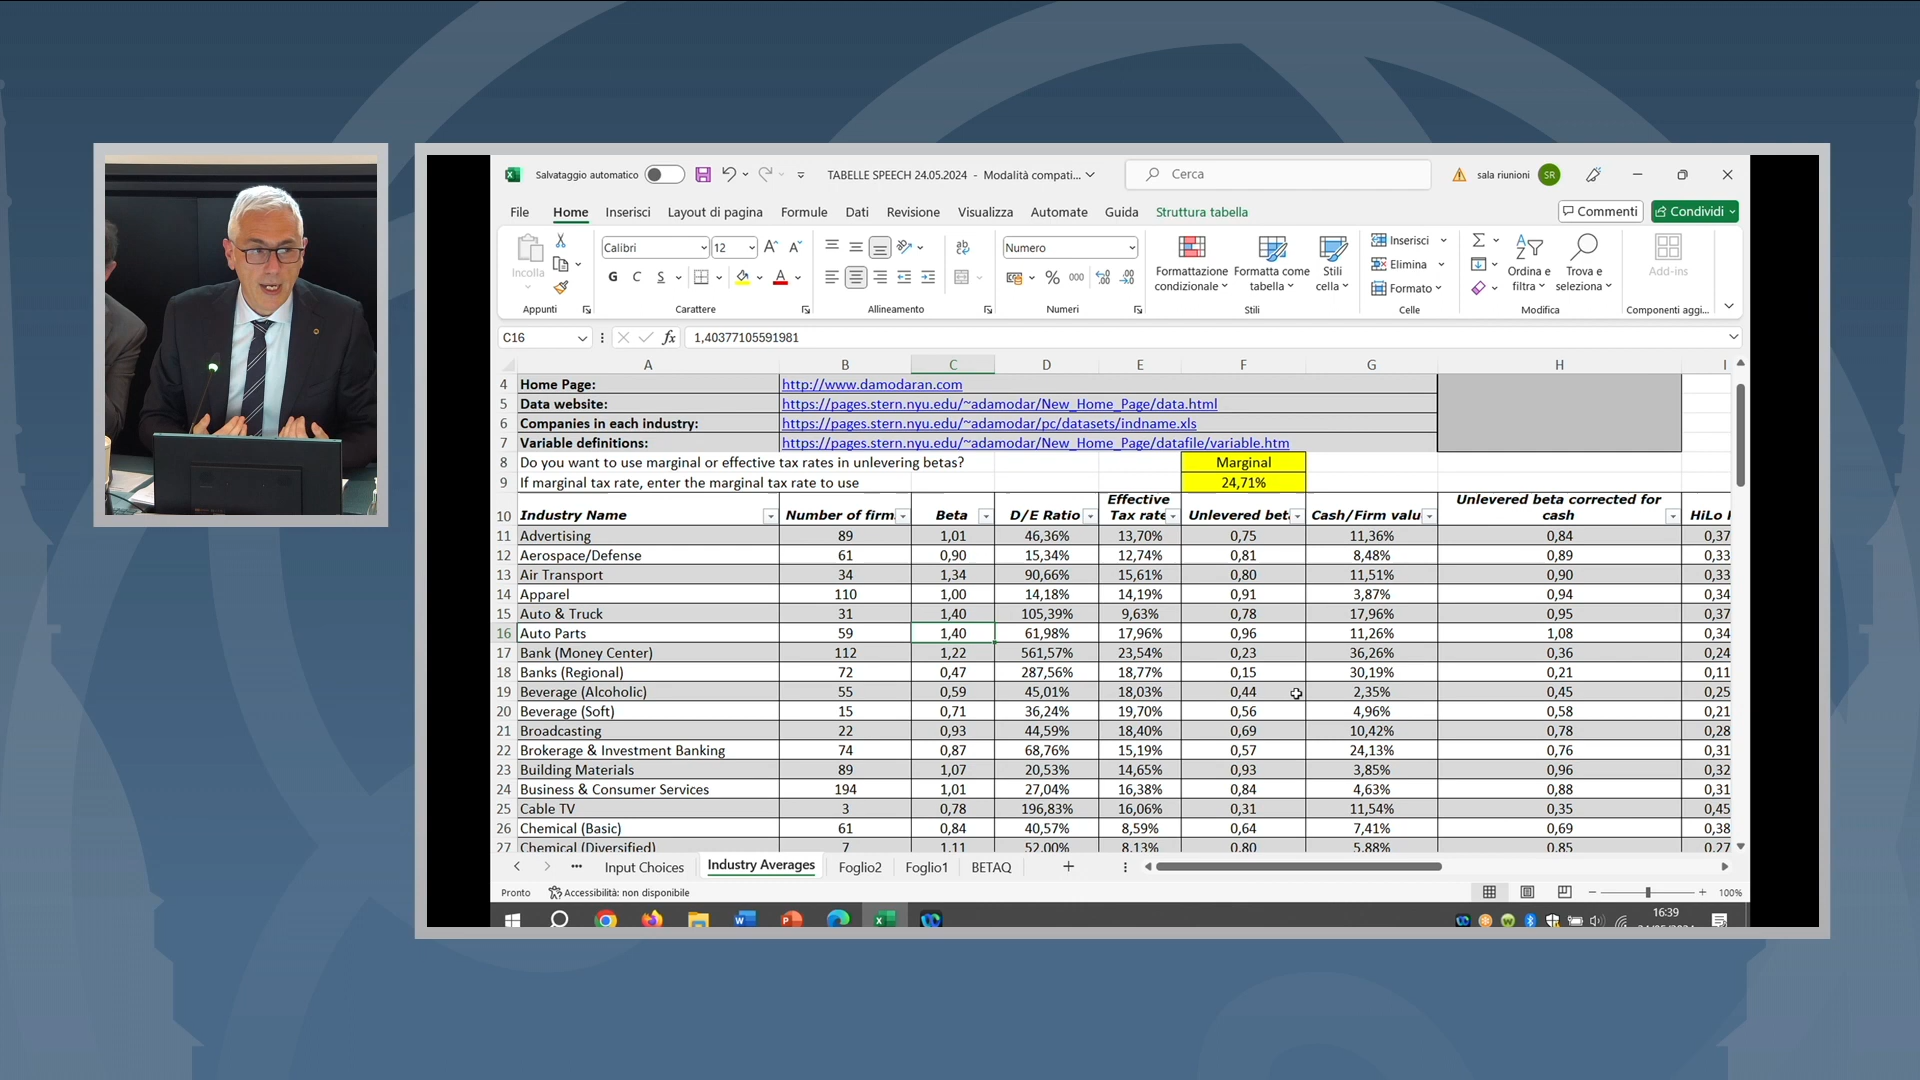 Salvataggio automatico TABELLE SPEECH 24.05.2024 - Modalità compati... Cerca sala riunioni SR
File Home Inserisci Layout di pagina Formule Dati Revisione Visualizza Automate Guida Struttura tabella Commenti Condividi
Incolla Calibri 12 Numero Formattazione condizionale Formatta come tabella Stili cella Inserisci Elimina Formato Ordina e filtra Trova e seleziona Add-ins
G C S 000
Appunti Carattere Allineamento Numeri Stili Celle Modifica Componenti aggi...
C16 fx 1,40377105591981
A B C D E F G H I
4 Home Page: http://www.damodaran.com
5 Data website: https://pages.stern.nyu.edu/~adamodar/New_Home_Page/data.html
6 Companies in each industry: https://pages.stern.nyu.edu/~adamodar/pc/datasets/indname.xls
7 Variable definitions: https://pages.stern.nyu.edu/~adamodar/New_Home_Page/datafile/variable.htm
8 Do you want to use marginal or effective tax rates in unlevering betas? Marginal
9 If marginal tax rate, enter the marginal tax rate to use 24,71%
10 Industry Name Number of firm Beta D/E Ratio Effective Tax rate Unlevered bet Cash/Firm valu Unlevered beta corrected for cash HiLo
11 Advertising 89 1,01 46,36% 13,70% 0,75 11,36% 0,84 0,37
12 Aerospace/Defense 61 0,90 15,34% 12,74% 0,81 8,48% 0,89 0,33
13 Air Transport 34 1,34 90,66% 15,61% 0,80 11,51% 0,90 0,33
14 Apparel 110 1,00 14,18% 14,19% 0,91 3,87% 0,94 0,34
15 Auto & Truck 31 1,40 105,39% 9,63% 0,78 17,96% 0,95 0,37
16 Auto Parts 59 1,40 61,98% 17,96% 0,96 11,26% 1,08 0,34
17 Bank (Money Center) 112 1,22 561,57% 23,54% 0,23 36,26% 0,36 0,24
18 Banks (Regional) 72 0,47 287,56% 18,77% 0,15 30,19% 0,21 0,11
19 Beverage (Alcoholic) 55 0,59 45,01% 18,03% 0,44 2,35% 0,45 0,25
20 Beverage (Soft) 15 0,71 36,24% 19,70% 0,56 4,96% 0,58 0,21
21 Broadcasting 22 0,93 44,59% 18,40% 0,69 10,42% 0,78 0,28
22 Brokerage & Investment Banking 74 0,87 68,76% 15,19% 0,57 24,13% 0,76 0,31
23 Building Materials 89 1,07 20,53% 14,65% 0,93 3,85% 0,96 0,32
24 Business & Consumer Services 194 1,01 27,04% 16,38% 0,84 4,63% 0,88 0,31
25 Cable TV 3 0,78 196,83% 16,06% 0,31 11,54% 0,35 0,45
26 Chemical (Basic) 61 0,84 40,57% 8,59% 0,64 7,41% 0,69 0,38
27 Chemical (Diversified) 7 1,11 52,00% 8,13% 0,80 5,88% 0,85 0,27
Input Choices Industry Averages Foglio2 Foglio1 BETAQ
Pronto Accessibilità: non disponibile 100%
16:39